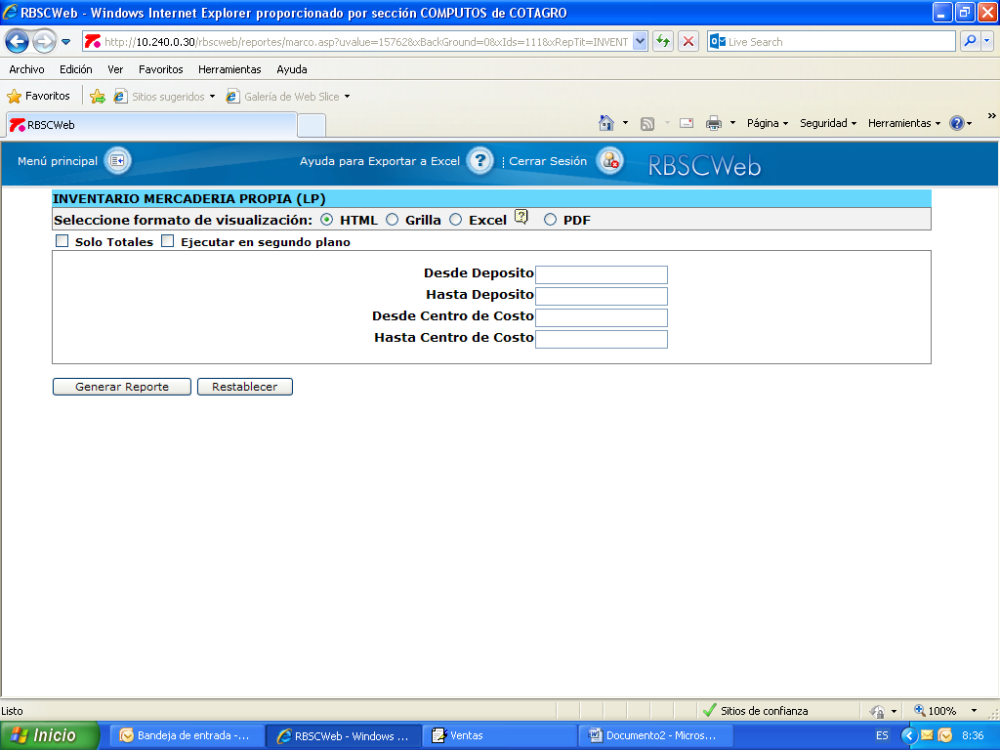 RBSCWeb - Windows Internet Explorer proporcionado por sección COMPUTOS de COTAGRO
http://10.240.0.30/rbscweb/reportes/marco.asp?uvalue=15762&xBackGround=0&xIds=111&xRepTit=INVENT
Live Search
Archivo Edición Ver Favoritos Herramientas Ayuda
Favoritos Sitios sugeridos Galería de Web Slice
RBSCWeb Página Seguridad Herramientas »
Menú principal Ayuda para Exportar a Excel ? Cerrar Sesión RBSCWeb
INVENTARIO MERCADERIA PROPIA (LP)
Seleccione formato de visualización: HTML Grilla Excel ? PDF
Solo Totales Ejecutar en segundo plano
Desde Deposito
Hasta Deposito
Desde Centro de Costo
Hasta Centro de Costo
Generar Reporte Restablecer
Listo Sitios de confianza 100%
Inicio Bandeja de entrada -... RBSCWeb - Windows ... Ventas Documento2 - Micros... ES 8:36